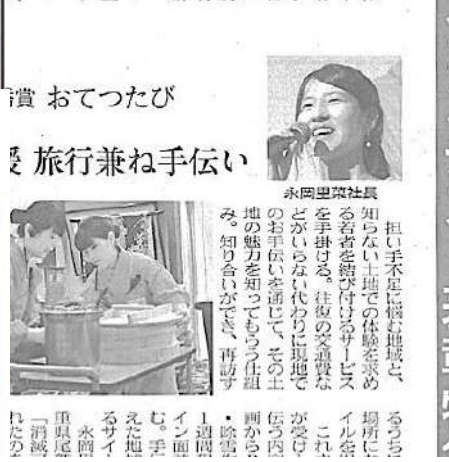 賞 おてつたび
旅行兼ね手伝い
永岡里菜社長
担い手不足に悩む地域と、
知らない土地での体験を求め
る若者を結び付けるサービス
を手掛ける。往復の交通費な
どがいらない代わりに現地で
のお手伝いを通じて、その土
地の魅力を知ってもらう仕組
み。知り合いができ、再訪す
るうち
場所に
イルを
これま
が受け
伝う内
画から
・除雪
1週間
イン面
む。手伝
えた地域
るサイ
永岡里
重県尾鷲
「消滅
れたの